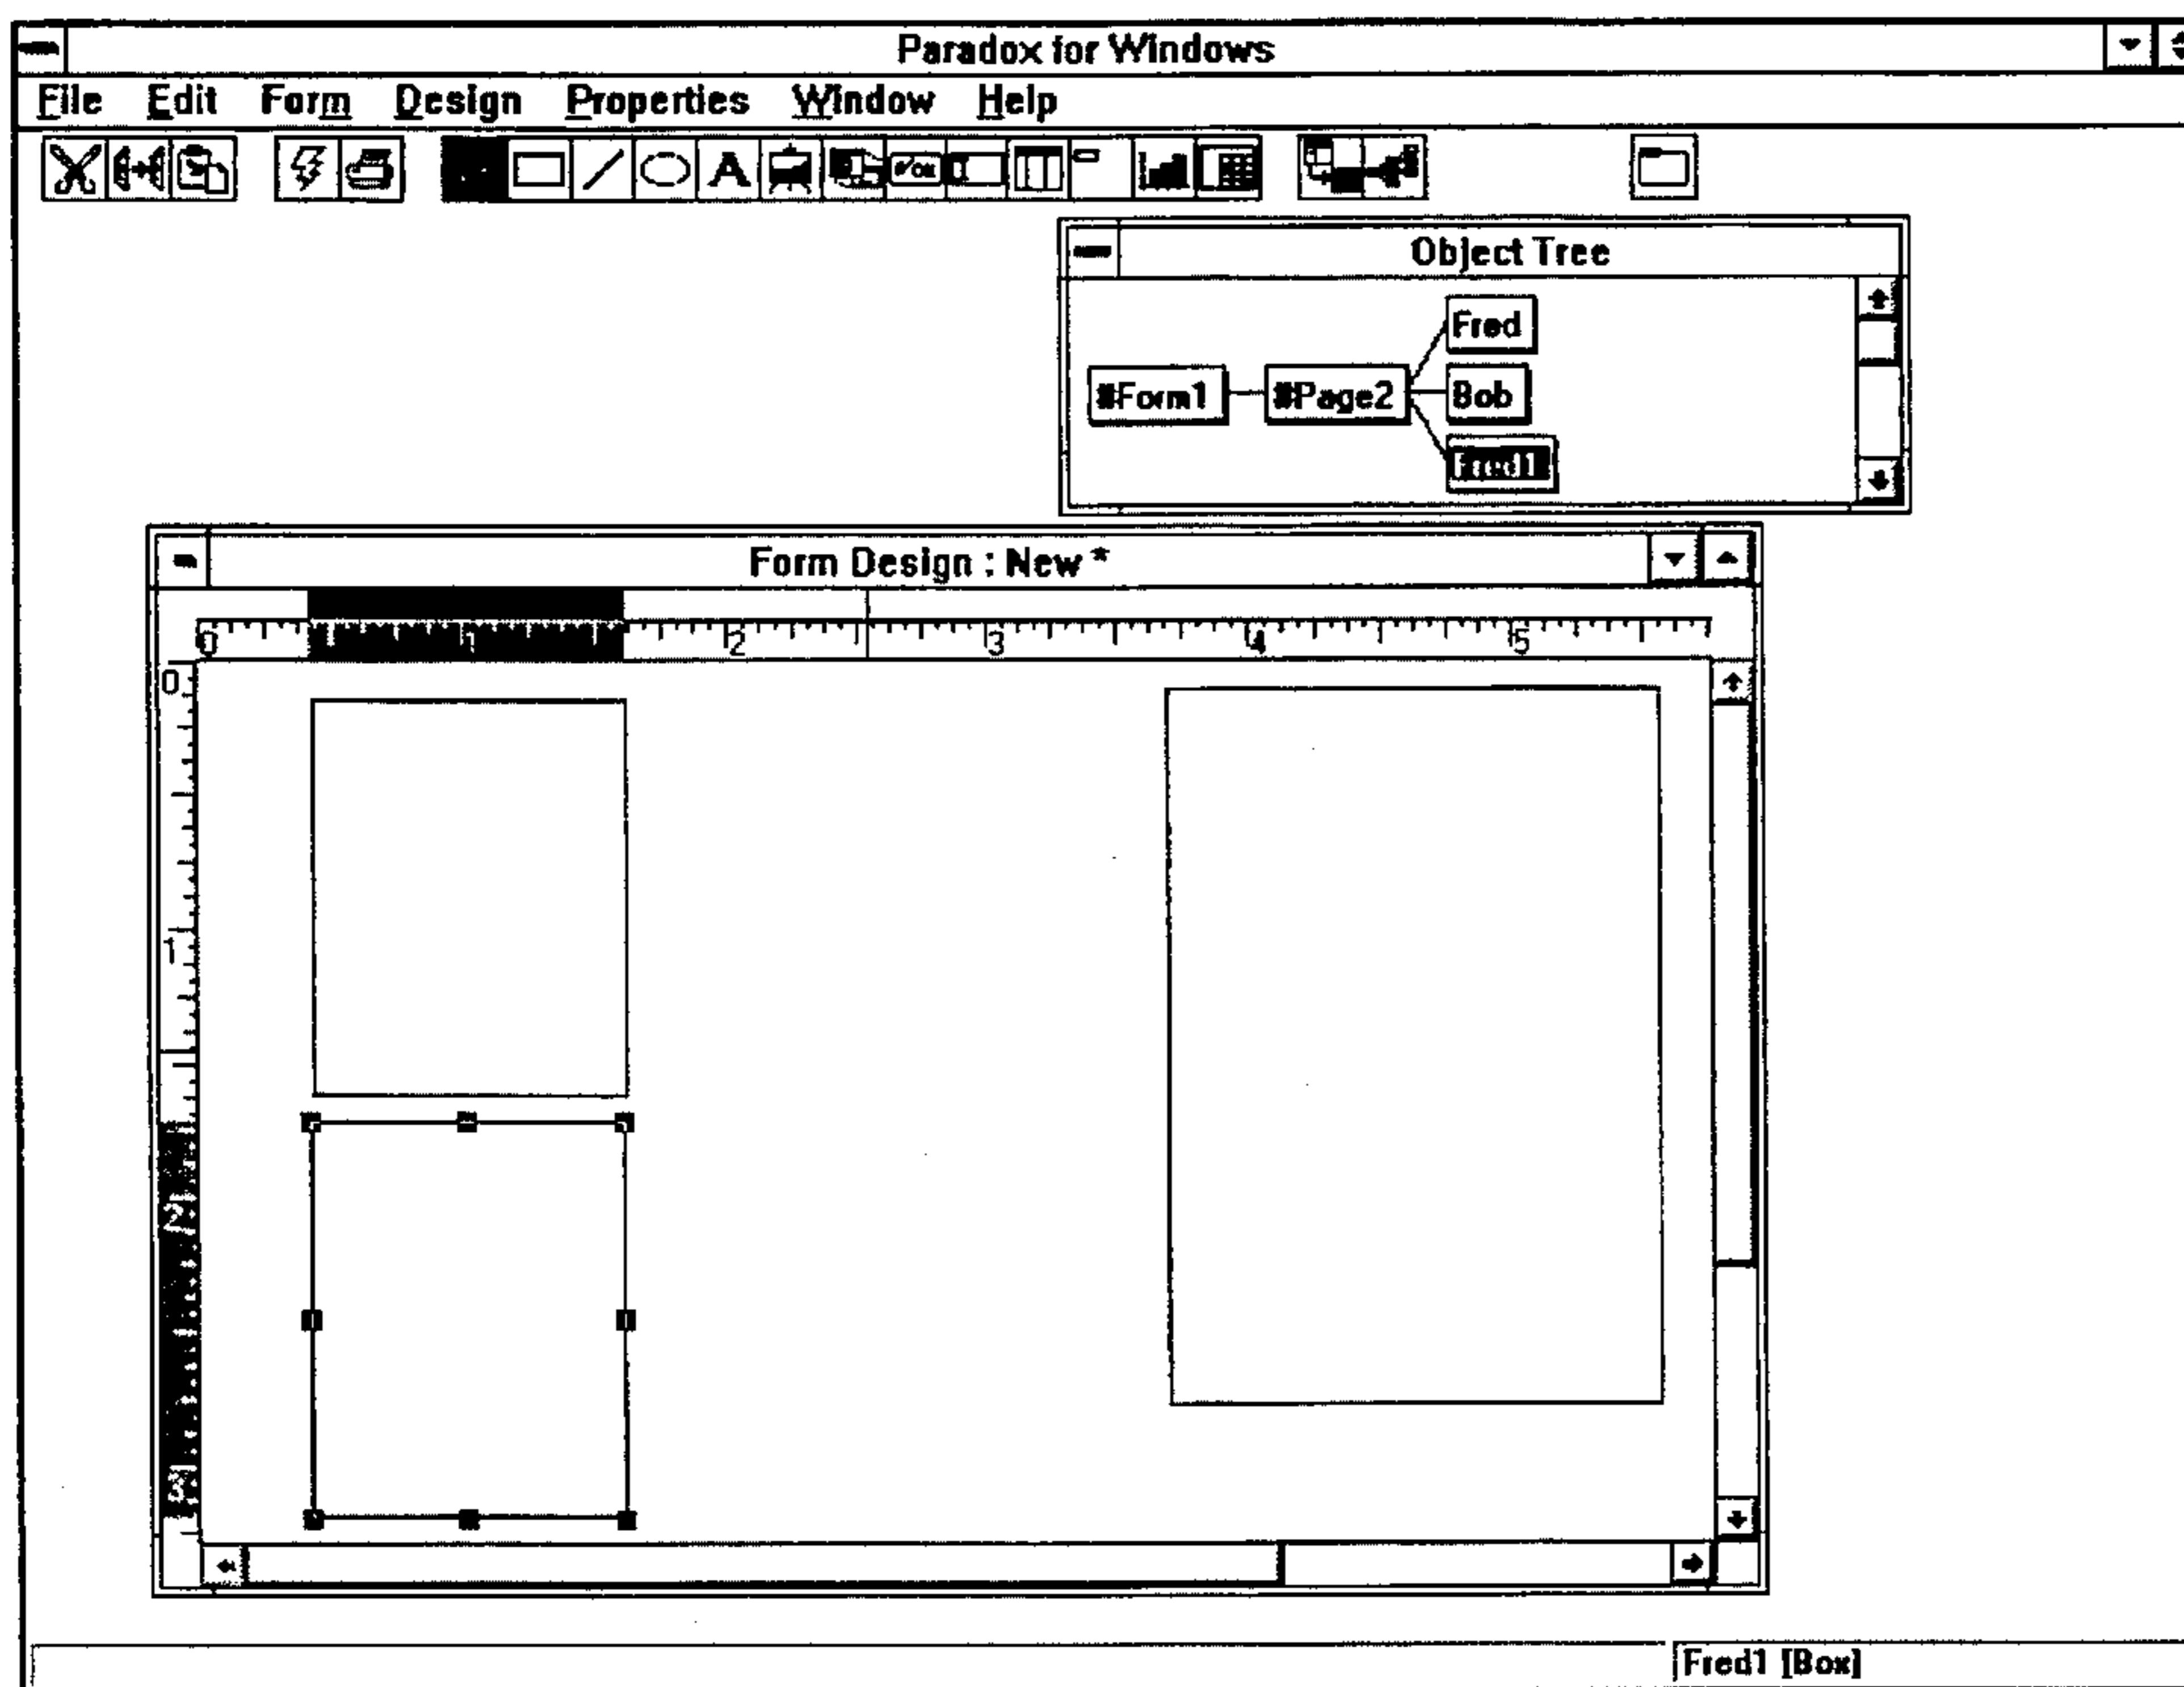 Paradox for Windows
File Edit Form Design Properties Window Help
A
Object Tree
Fred
#Form1 #Page2 Bob
Fred1
Form Design : New *
0 1 2 3 4 5
0
1
2
3
Fred1 [Box]